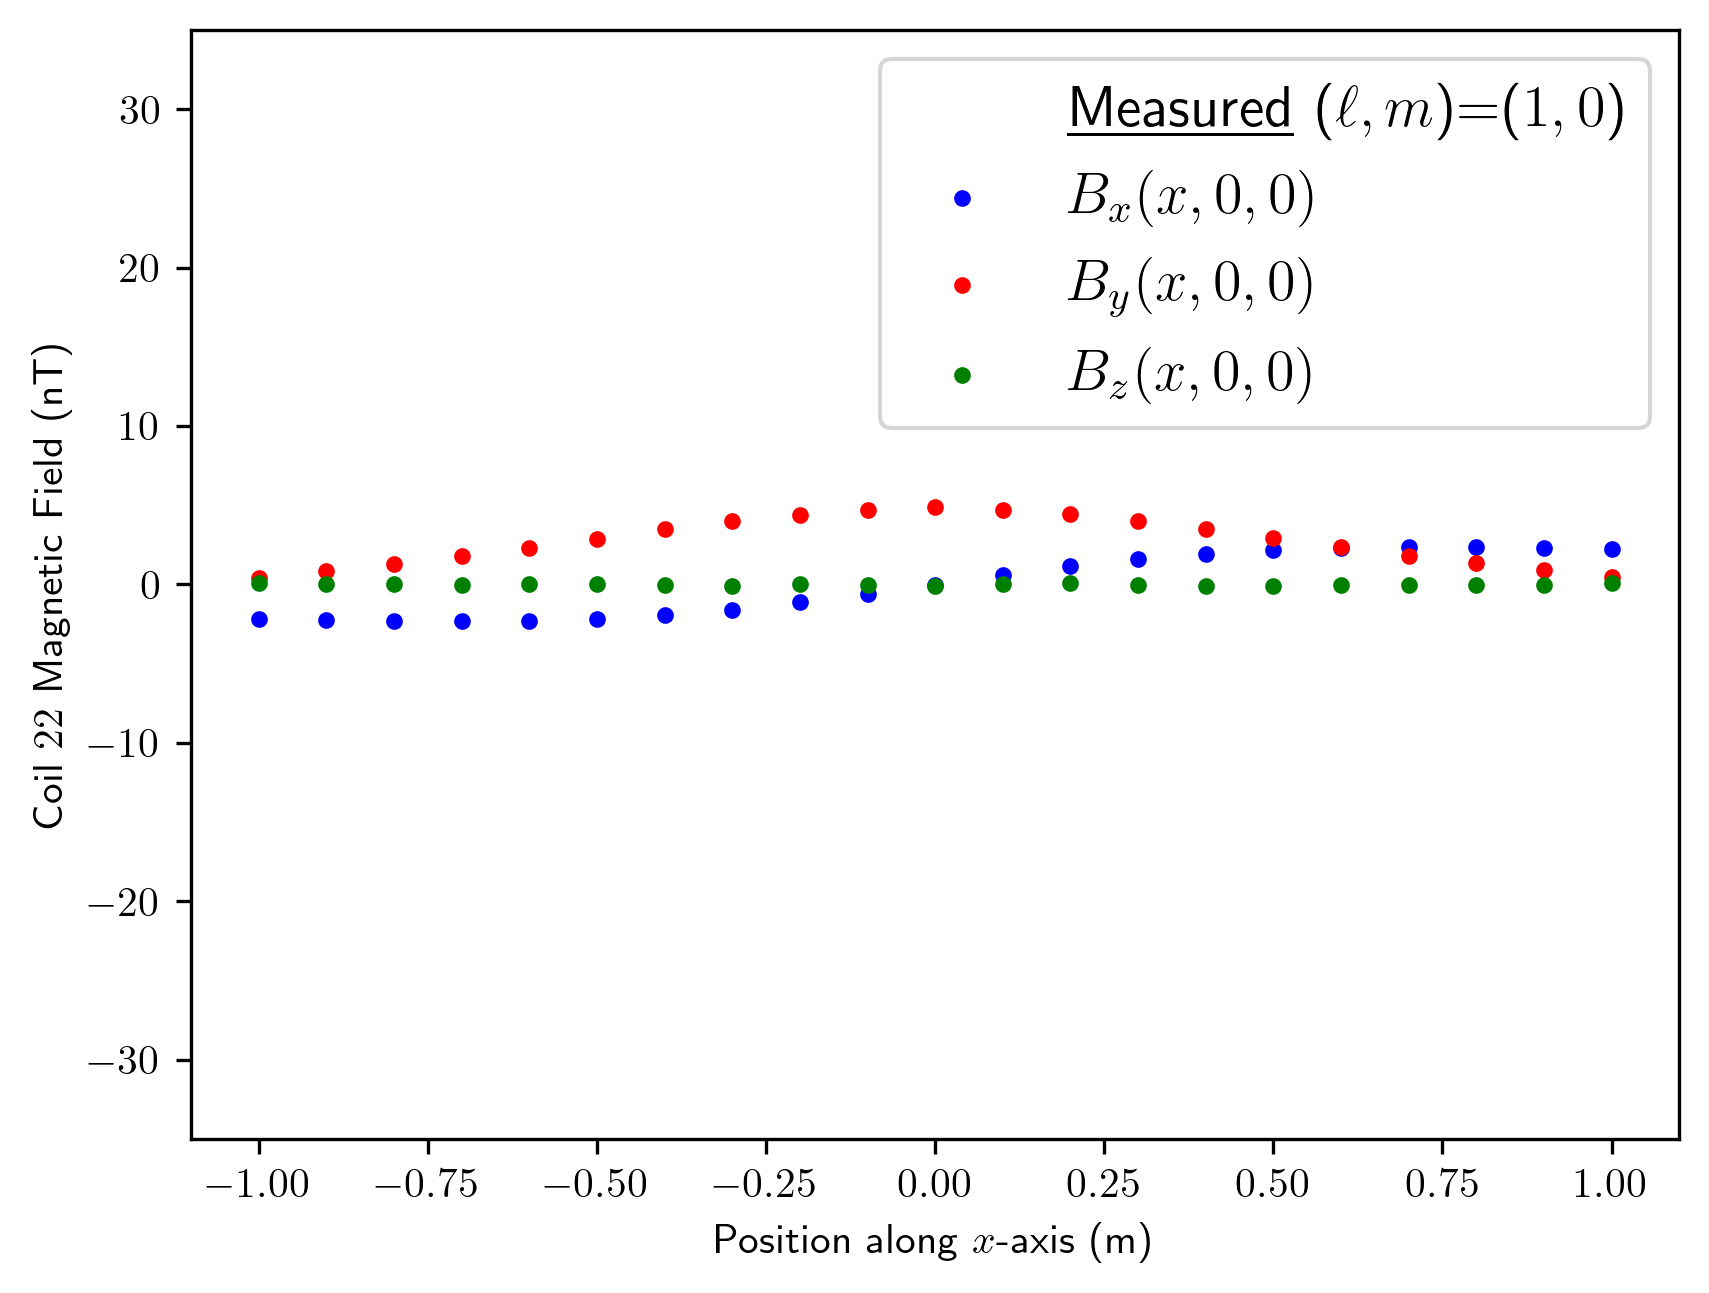 Measured (ℓ, m)=(1, 0)
Bₓ(x, 0, 0)
B_y(x, 0, 0)
B_z(x, 0, 0)
30
20
10
0
−10
−20
−30
Coil 22 Magnetic Field (nT)
−1.00 −0.75 −0.50 −0.25 0.00 0.25 0.50 0.75 1.00
Position along x-axis (m)